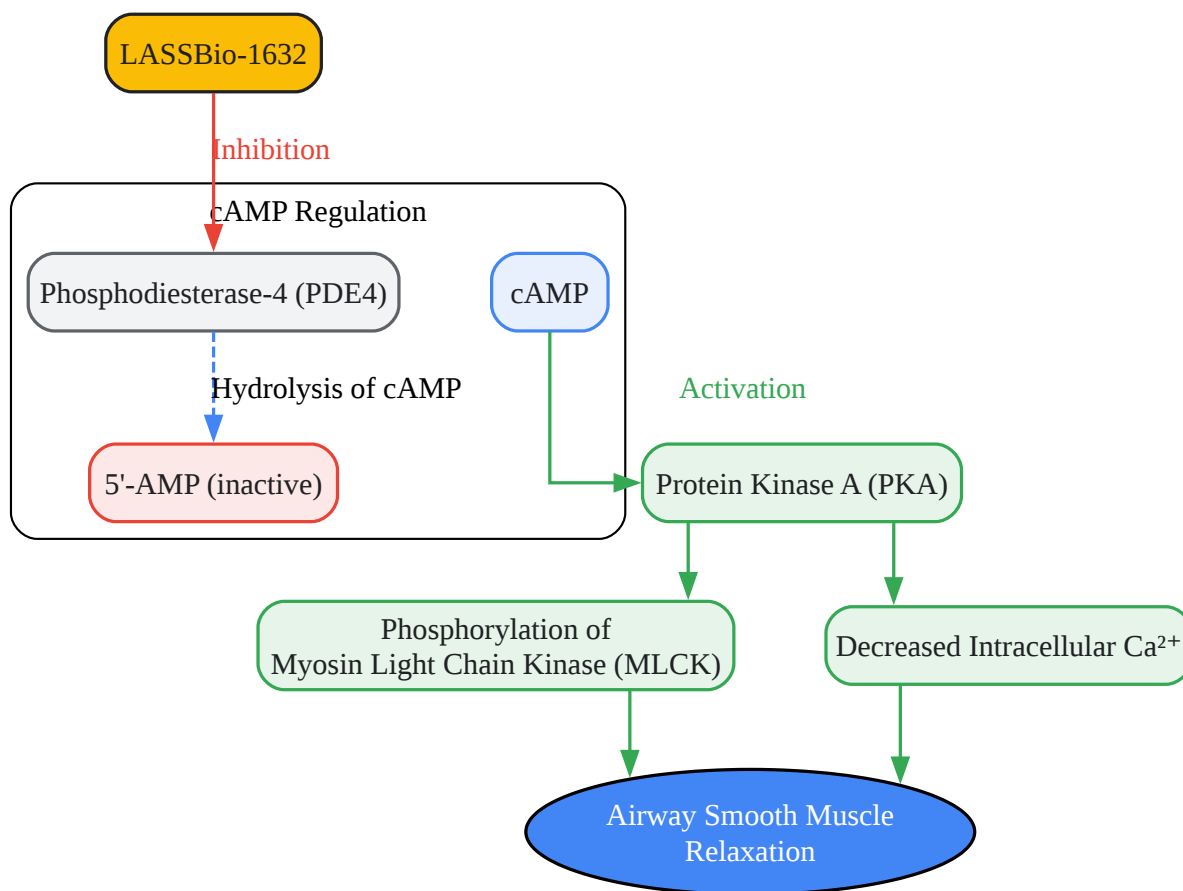 LASSBio-1632
Inhibition
cAMP Regulation
Phosphodiesterase-4 (PDE4)
cAMP
Hydrolysis of cAMP
Activation
5'-AMP (inactive)
Protein Kinase A (PKA)
Phosphorylation of
Myosin Light Chain Kinase (MLCK)
Decreased Intracellular Ca²⁺
Airway Smooth Muscle
Relaxation